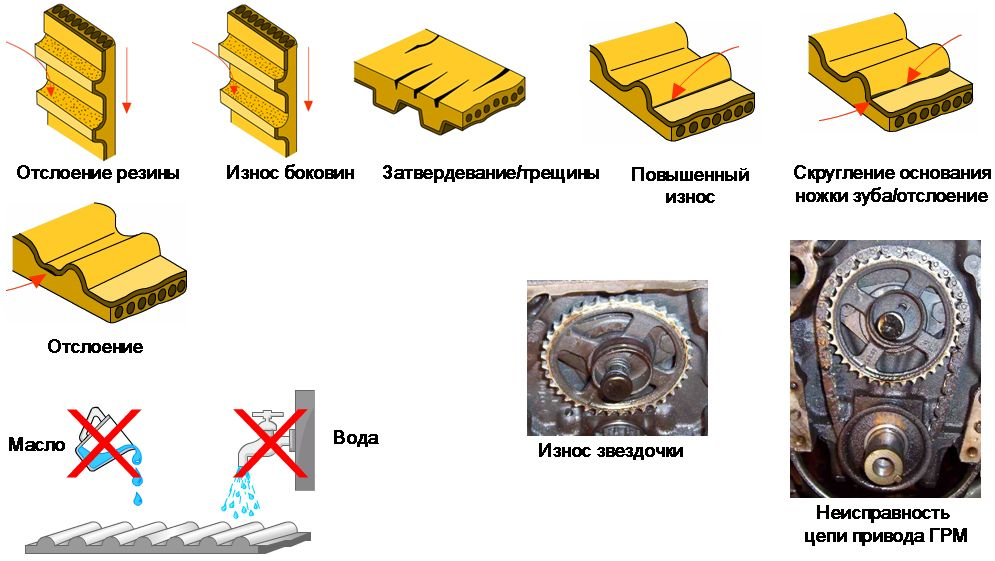 Отслоение резины
Износ боковин
Затвердевание/трещины
Повышенный
износ
Скругление основания
ножки зуба/отслоение
Отслоение
Масло
Вода
Износ звездочки
Неисправность
цепи привода ГРМ